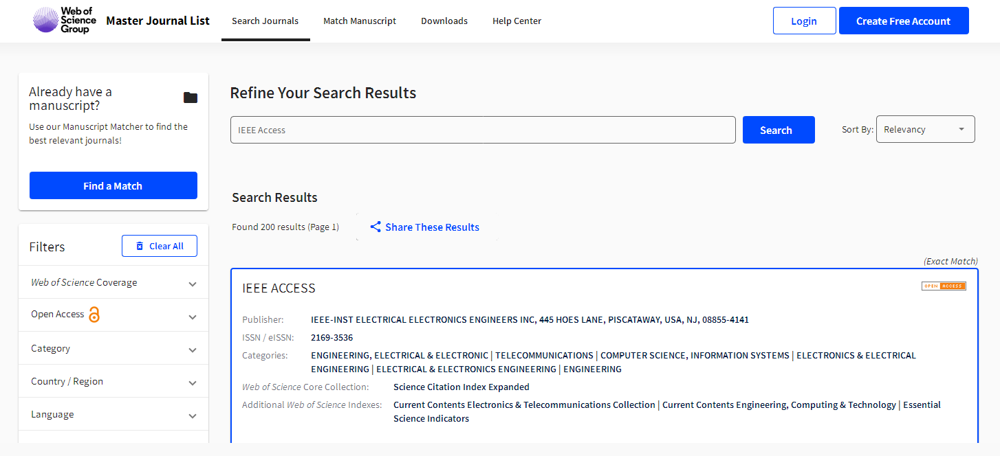 Web of
Science
Group
Master Journal List
Search Journals
Match Manuscript
Downloads
Help Center
Login
Create Free Account
Already have a
manuscript?
Use our Manuscript Matcher to find the
best relevant journals!
Find a Match
Filters
Clear All
Web of Science Coverage
Open Access
Category
Country / Region
Language
Refine Your Search Results
IEEE Access
Search
Sort By:
Relevancy
Search Results
Found 200 results (Page 1)
Share These Results
(Exact Match)
IEEE ACCESS
OPEN ACCESS
Publisher: IEEE-INST ELECTRICAL ELECTRONICS ENGINEERS INC, 445 HOES LANE, PISCATAWAY, USA, NJ, 08855-4141
ISSN / eISSN: 2169-3536
Categories: ENGINEERING, ELECTRICAL & ELECTRONIC | TELECOMMUNICATIONS | COMPUTER SCIENCE, INFORMATION SYSTEMS | ELECTRONICS & ELECTRICAL
ENGINEERING | ELECTRICAL & ELECTRONICS ENGINEERING | ENGINEERING
Web of Science Core Collection: Science Citation Index Expanded
Additional Web of Science Indexes: Current Contents Electronics & Telecommunications Collection | Current Contents Engineering, Computing & Technology | Essential
Science Indicators